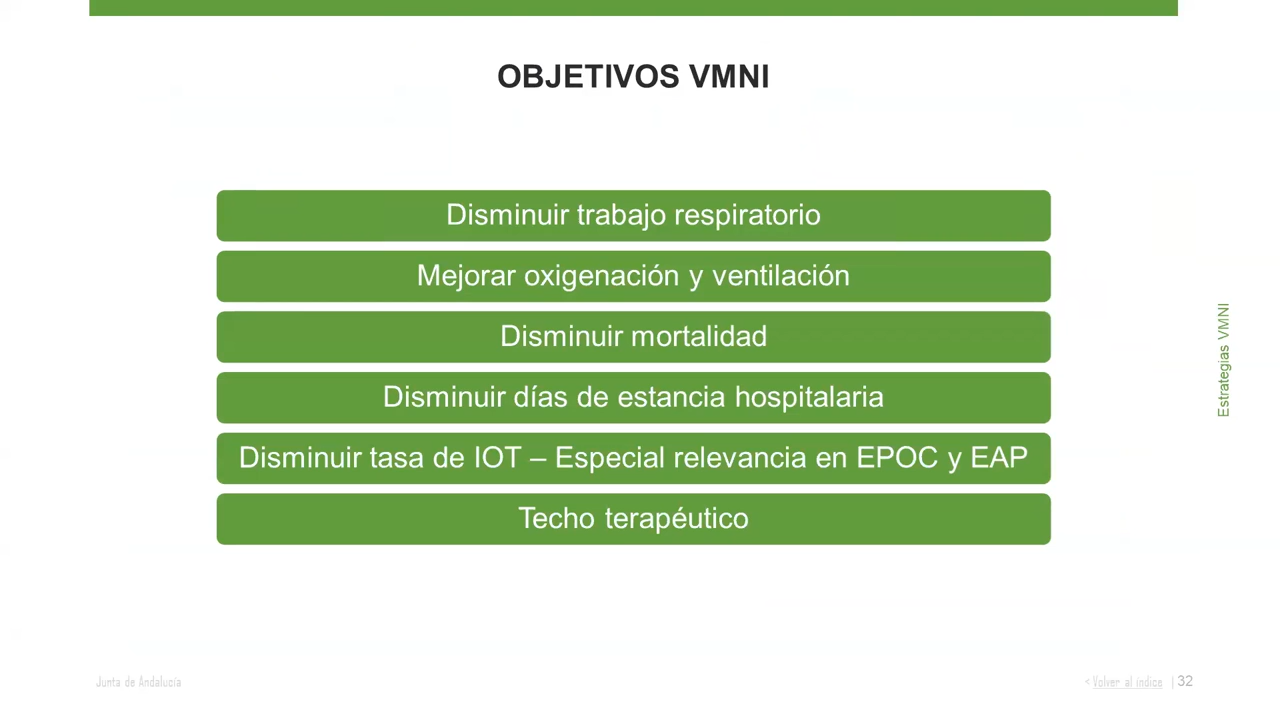 OBJETIVOS VMNI
Disminuir trabajo respiratorio
Mejorar oxigenación y ventilación
Disminuir mortalidad
Disminuir días de estancia hospitalaria
Disminuir tasa de IOT – Especial relevancia en EPOC y EAP
Techo terapéutico
Estrategias VMNI
Junta de Andalucía
< Volver al índice | 32